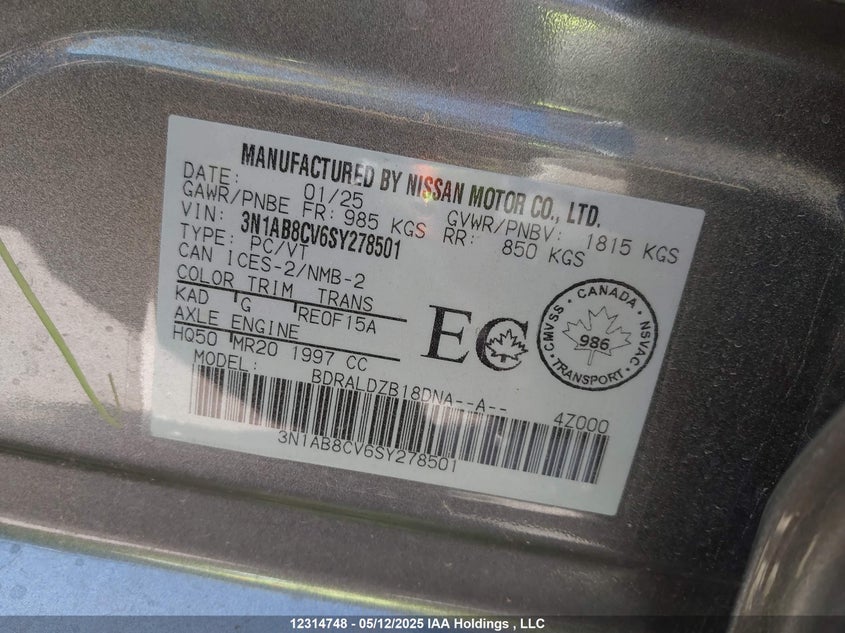 MANUFACTURED BY NISSAN MOTOR CO., LTD.
DATE: 01/25 GVWR/PNBV: 1815 KGS
GAWR/PNBE FR: 985 KGS RR: 850 KGS
VIN: 3N1AB8CV6SY278501
TYPE: PC/VT
CAN ICES-2/NMB-2
COLOR TRIM TRANS
KAD G RE0F15A
AXLE ENGINE
HQ50 MR20 1997 CC
MODEL: BDRALDZB18DNA--A-- 4Z000
3N1AB8CV6SY278501
EC
CMVSS · CANADA · NSVAC
986
TRANSPORT
12314748 - 05/12/2025 IAA Holdings , LLC